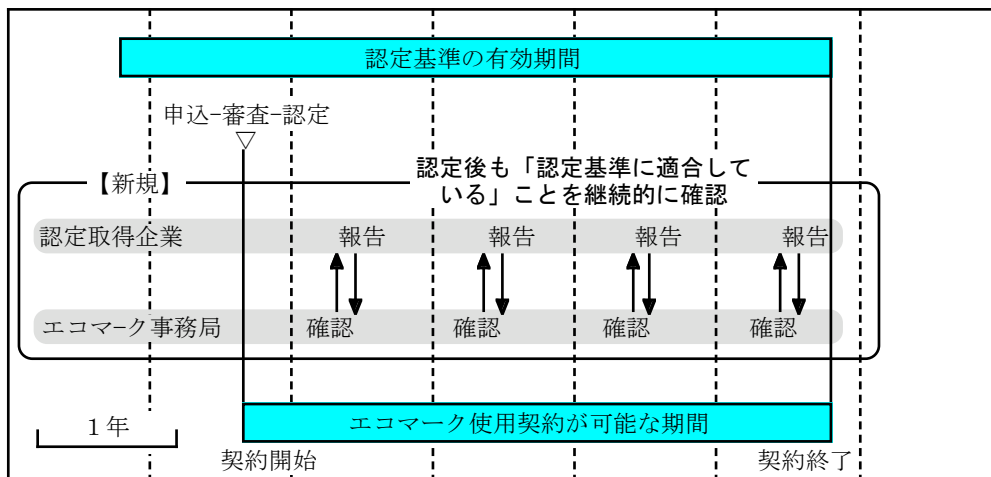 認定基準の有効期間
申込-審査-認定
▽
【新規】
認定後も「認定基準に適合して
いる」ことを継続的に確認
認定取得企業 報告 報告 報告 報告
エコマーク事務局 確認 確認 確認 確認
1年
エコマーク使用契約が可能な期間
契約開始 契約終了